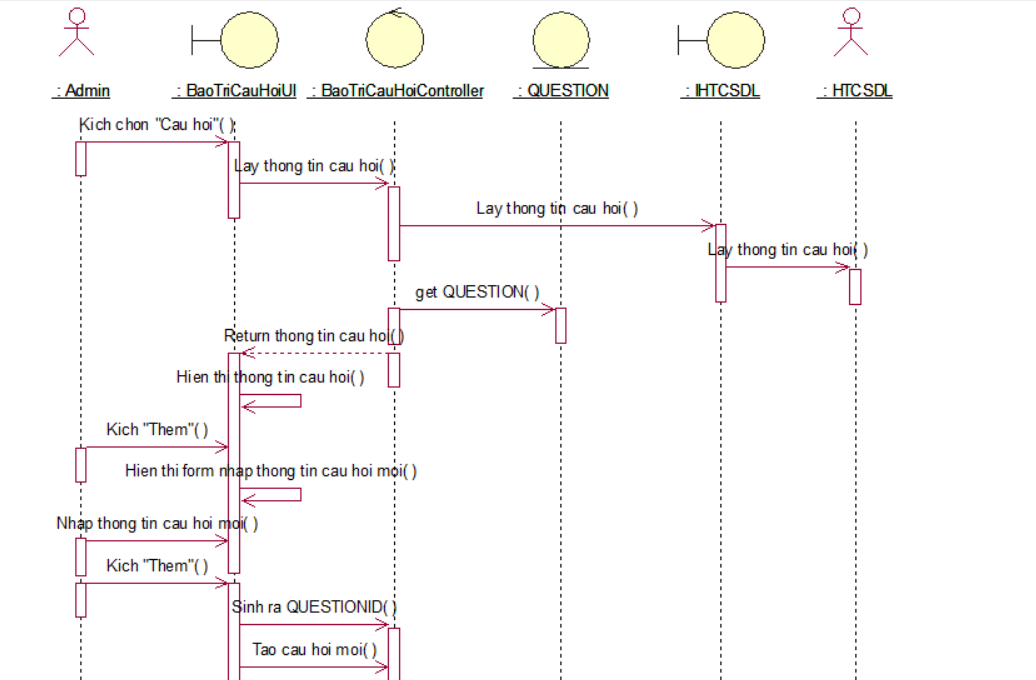 : Admin
: BaoTriCauHoiUI
: BaoTriCauHoiController
: QUESTION
: IHTCSDL
: HTCSDL
Kich chon "Cau hoi"( )
Lay thong tin cau hoi( )
Lay thong tin cau hoi( )
Lay thong tin cau hoi( )
get QUESTION( )
Return thong tin cau hoi( )
Hien thi thong tin cau hoi( )
Kich "Them"( )
Hien thi form nhap thong tin cau hoi moi( )
Nhap thong tin cau hoi moi( )
Kich "Them"( )
Sinh ra QUESTIONID( )
Tao cau hoi moi( )